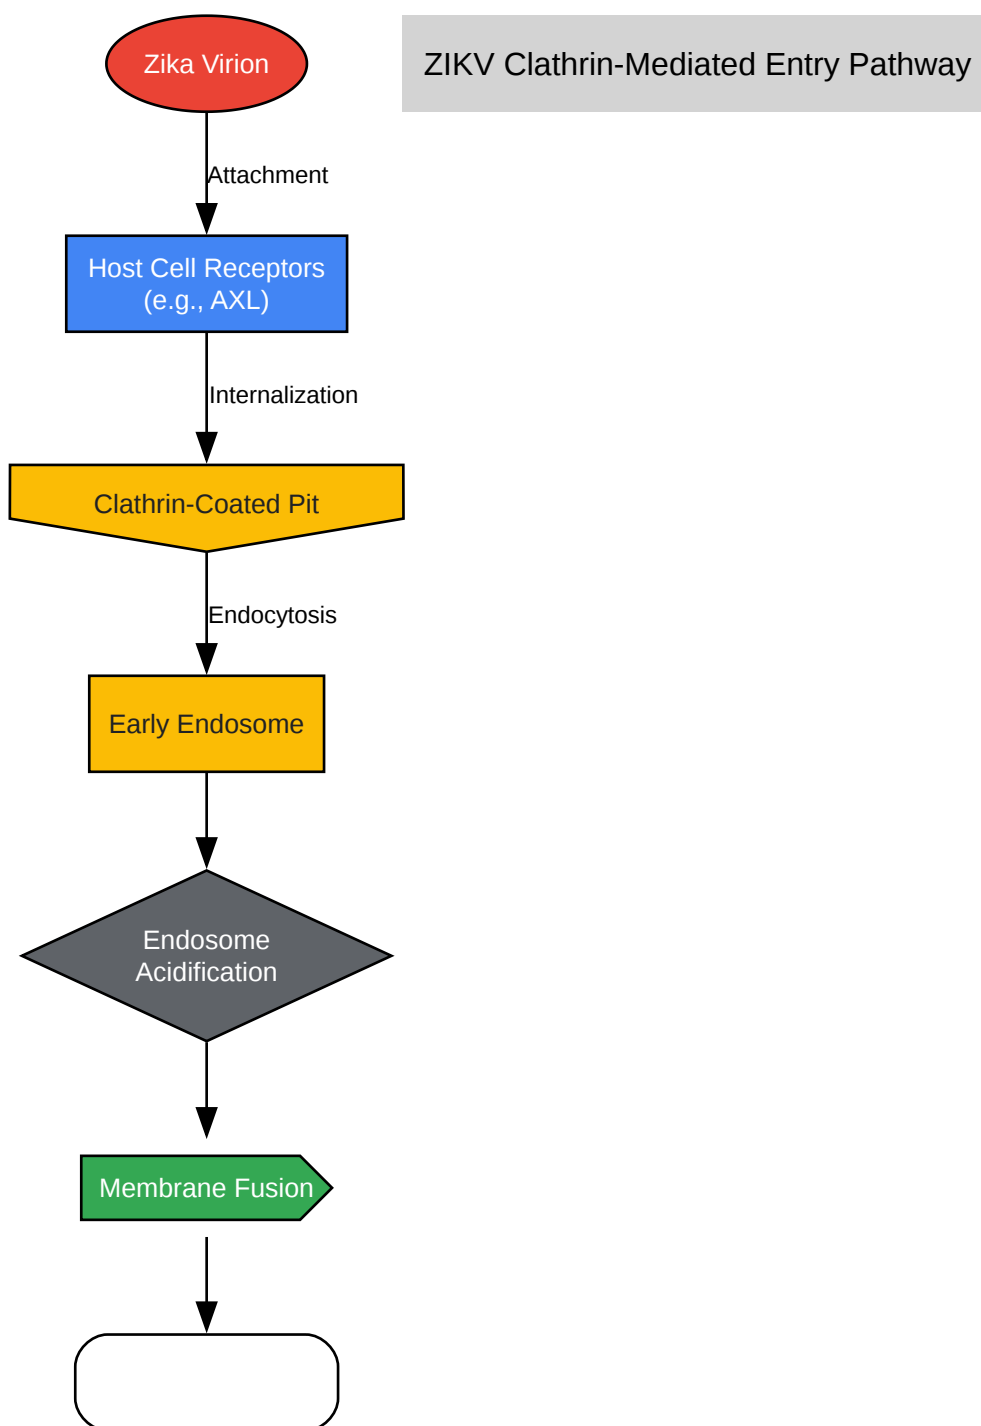 Zika Virion
ZIKV Clathrin-Mediated Entry Pathway
Attachment
Host Cell Receptors
(e.g., AXL)
Internalization
Clathrin-Coated Pit
Endocytosis
Early Endosome
Endosome
Acidification
Membrane Fusion